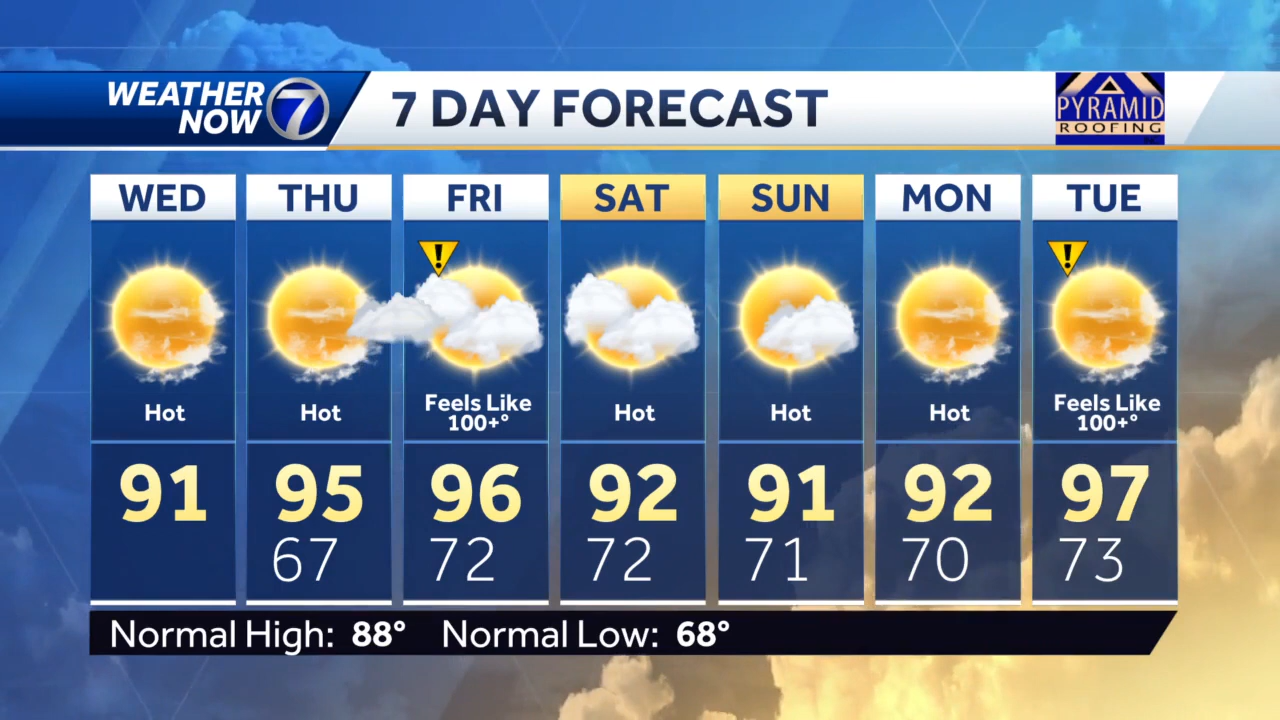 WEATHER
NOW 7
7 DAY FORECAST
PYRAMID
ROOFING
WED THU FRI SAT SUN MON TUE
! !
Hot Hot Feels Like 100+° Hot Hot Hot Feels Like 100+°
91 95 96 92 91 92 97
67 72 72 71 70 73
Normal High: 88° Normal Low: 68°